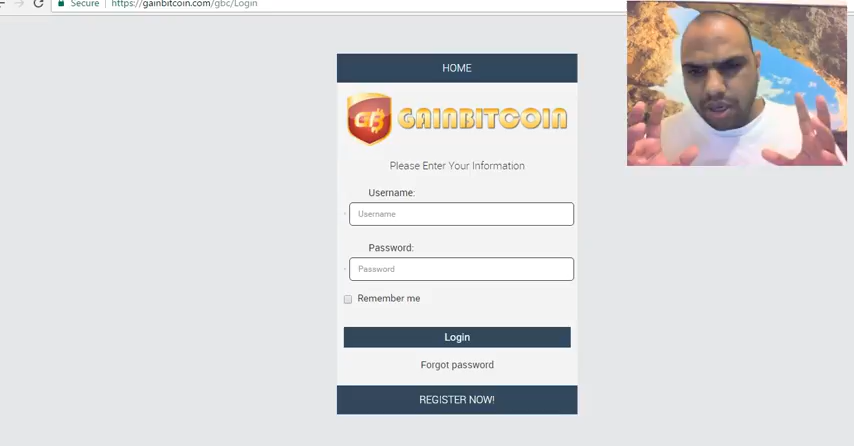 Secure https://gainbitcoin.com/gbc/Login
HOME
GB GAINBITCOIN
Please Enter Your Information
Username:
Username
Password:
Password
Remember me
Login
Forgot password
REGISTER NOW!